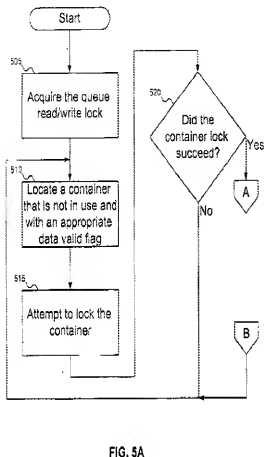 Start
505
Acquire the queue
read/write lock
510
Locate a container
that is not in use and
with an appropriate
data valid flag
515
Attempt to lock the
container
520
Did the
container lock
succeed?
Yes
A
No
B
FIG. 5A